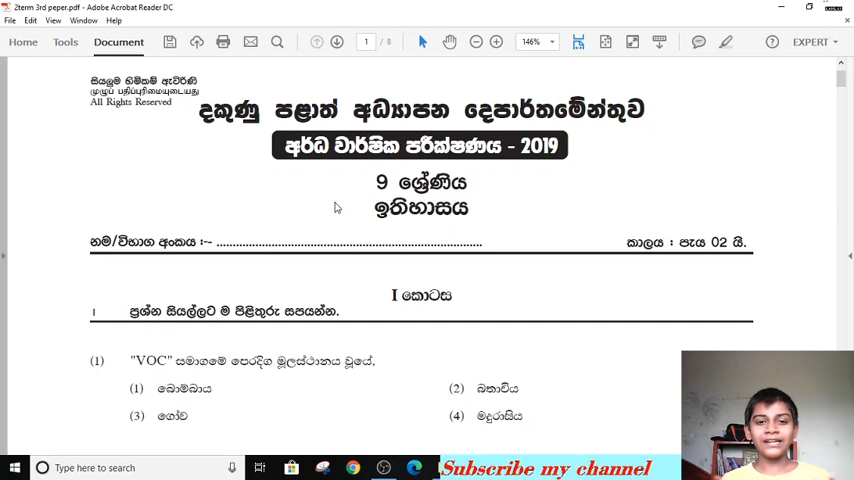 2term 3rd peper.pdf - Adobe Acrobat Reader DC
File Edit View Window Help
Home Tools Document 1 / 8 146% EXPERT
සියලුම හිමිකම් ඇවිරිණි
முழுப் பதிப்புரிமையுடையது
All Rights Reserved
දකුණු පළාත් අධ්‍යාපන දෙපාර්තමේන්තුව
අර්ධ වාර්ෂික පරීක්ෂණය - 2019
9 ශ්‍රේණිය
ඉතිහාසය
නම/විභාග අංකය :- ..................................................................................
කාලය : පැය 02 යි.
I කොටස
I ප්‍රශ්න සියල්ලට ම පිළිතුරු සපයන්න.
(1) "VOC" සමාගමේ පෙරදිග මූලස්ථානය වූයේ,
(1) බොම්බාය (2) බතාවිය
(3) ගෝව (4) මදුරාසිය
Type here to search
Subscribe my channel